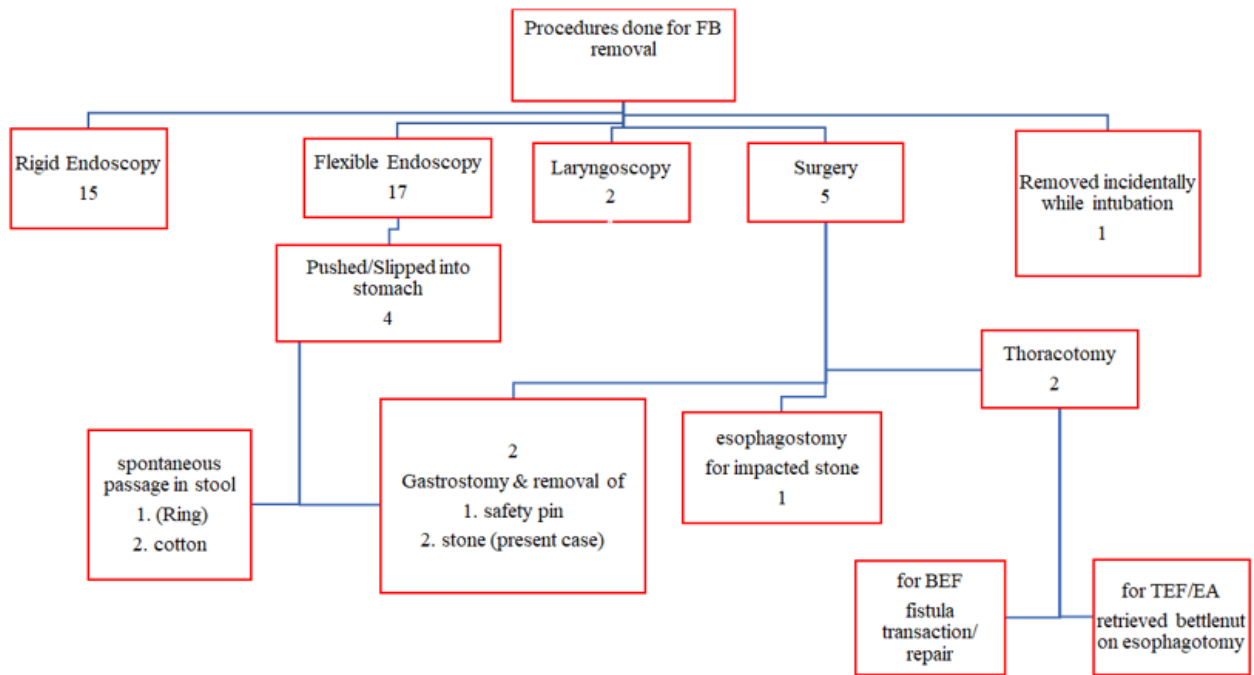 Procedures done for FB
removal
Rigid Endoscopy
15
Flexible Endoscopy
17
Laryngoscopy
2
Surgery
5
Removed incidentally
while intubation
1
Pushed/Slipped into
stomach
4
Thoracotomy
2
spontaneous
passage in stool
1. (Ring)
2. cotton
2
Gastrostomy & removal of
1. safety pin
2. stone (present case)
esophagostomy
for impacted stone
1
for BEF
fistula
transaction/
repair
for TEF/EA
retrieved bettlenut
on esophagotomy